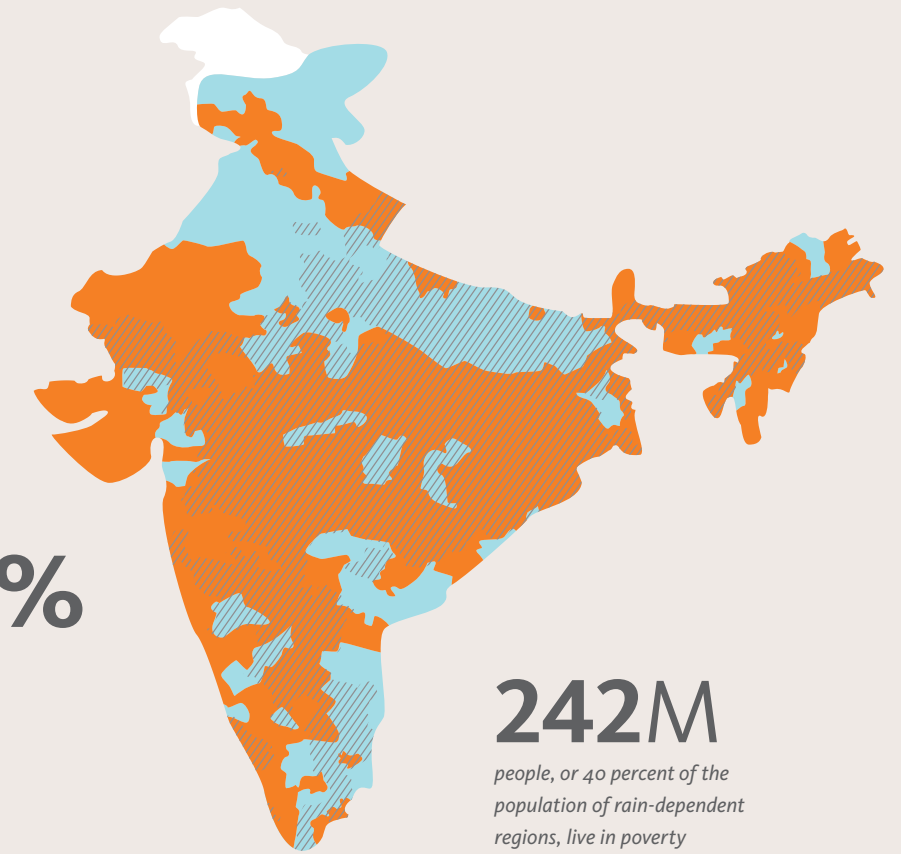 %
242M
people, or 40 percent of the
population of rain-dependent
regions, live in poverty